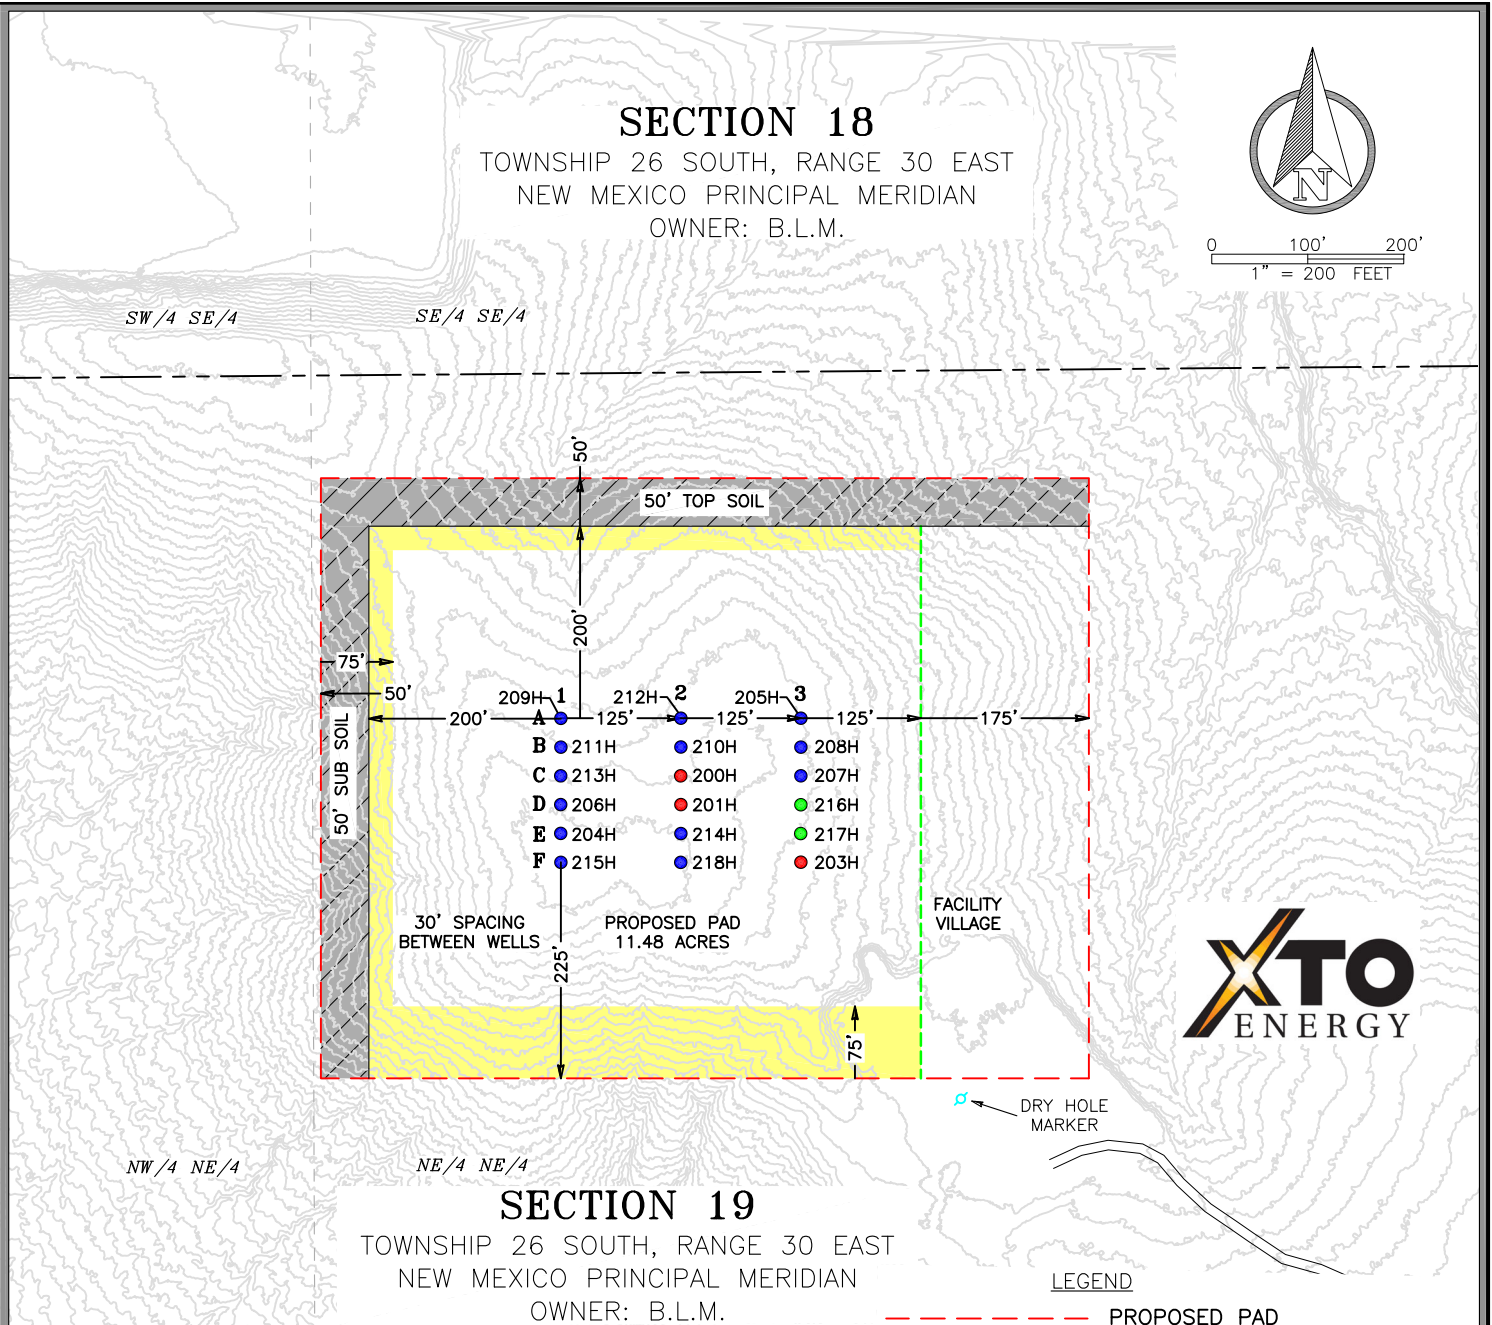 SECTION 18
TOWNSHIP 26 SOUTH, RANGE 30 EAST
NEW MEXICO PRINCIPAL MERIDIAN
OWNER: B.L.M.
N
0 100' 200'
1" = 200 FEET
SW/4 SE/4
SE/4 SE/4
50'
50' TOP SOIL
200'
75'
50'
209H 1
212H 2
205H 3
200' A 125' 125' 125' 175'
50' SUB SOIL
B 211H 210H 208H
C 213H 200H 207H
D 206H 201H 216H
E 204H 214H 217H
F 215H 218H 203H
30' SPACING
BETWEEN WELLS
PROPOSED PAD
11.48 ACRES
FACILITY
VILLAGE
225'
75'
XTO
ENERGY
DRY HOLE
MARKER
NW/4 NE/4
NE/4 NE/4
SECTION 19
TOWNSHIP 26 SOUTH, RANGE 30 EAST
NEW MEXICO PRINCIPAL MERIDIAN
OWNER: B.L.M.
LEGEND
PROPOSED PAD